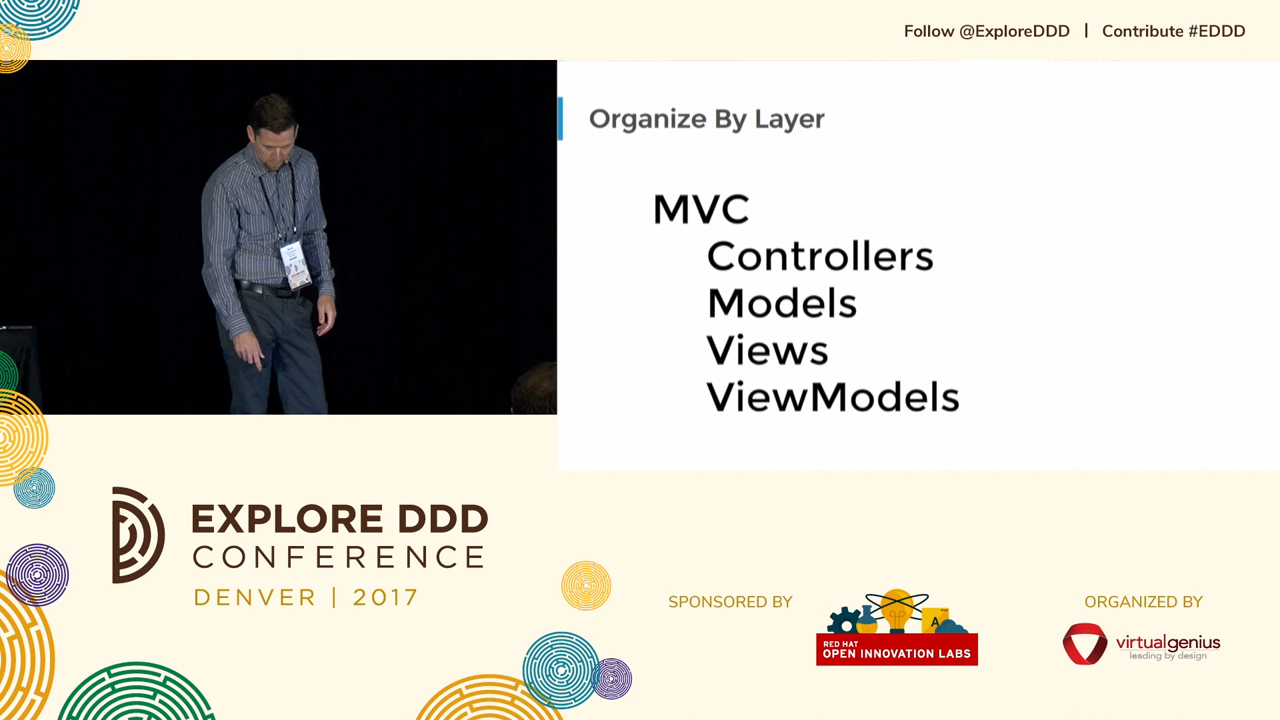 Follow @ExploreDDD | Contribute #EDDD
Organize By Layer
MVC
Controllers
Models
Views
ViewModels
EXPLORE DDD
CONFERENCE
DENVER | 2017
SPONSORED BY
A
RED HAT
OPEN INNOVATION LABS
ORGANIZED BY
virtualgenius
leading by design